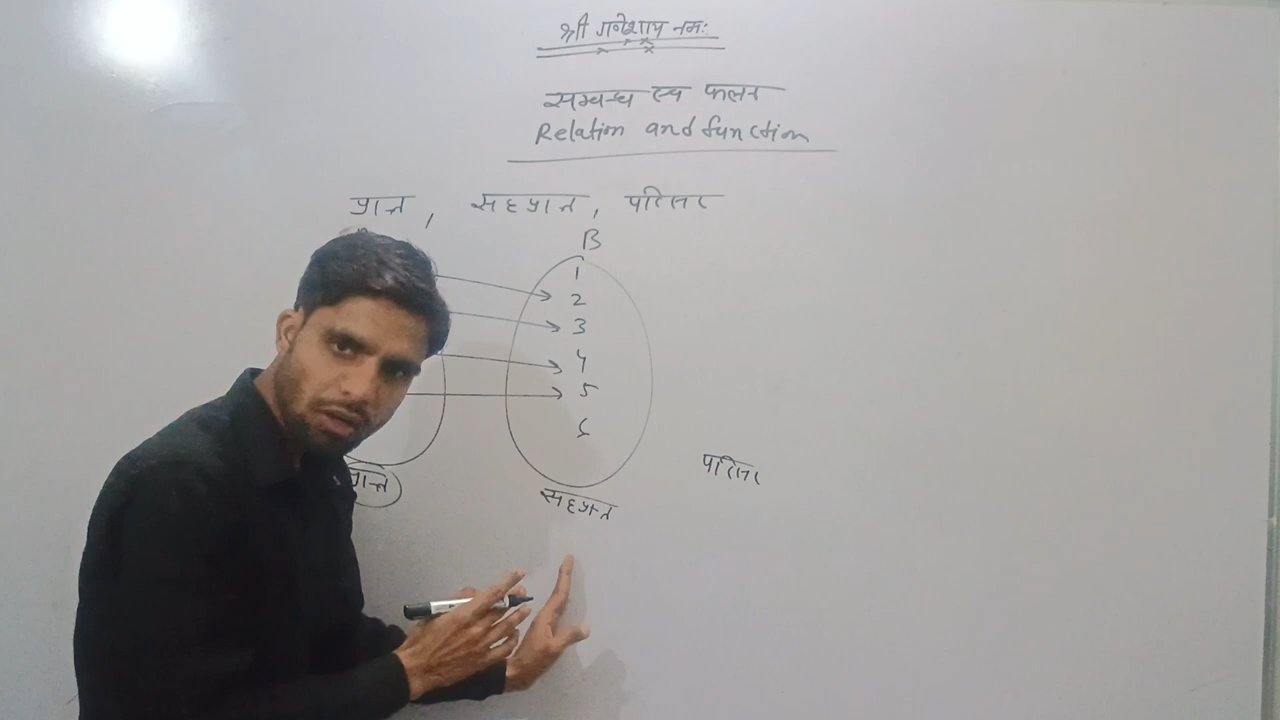 श्री गणेशाय नमः
सम्बन्ध एवं फलन
Relation and function
प्रान्त, सहप्रान्त, परिसर
B
1
2
3
4
5
6
प्रान्त
सहप्रान्त
परिसर